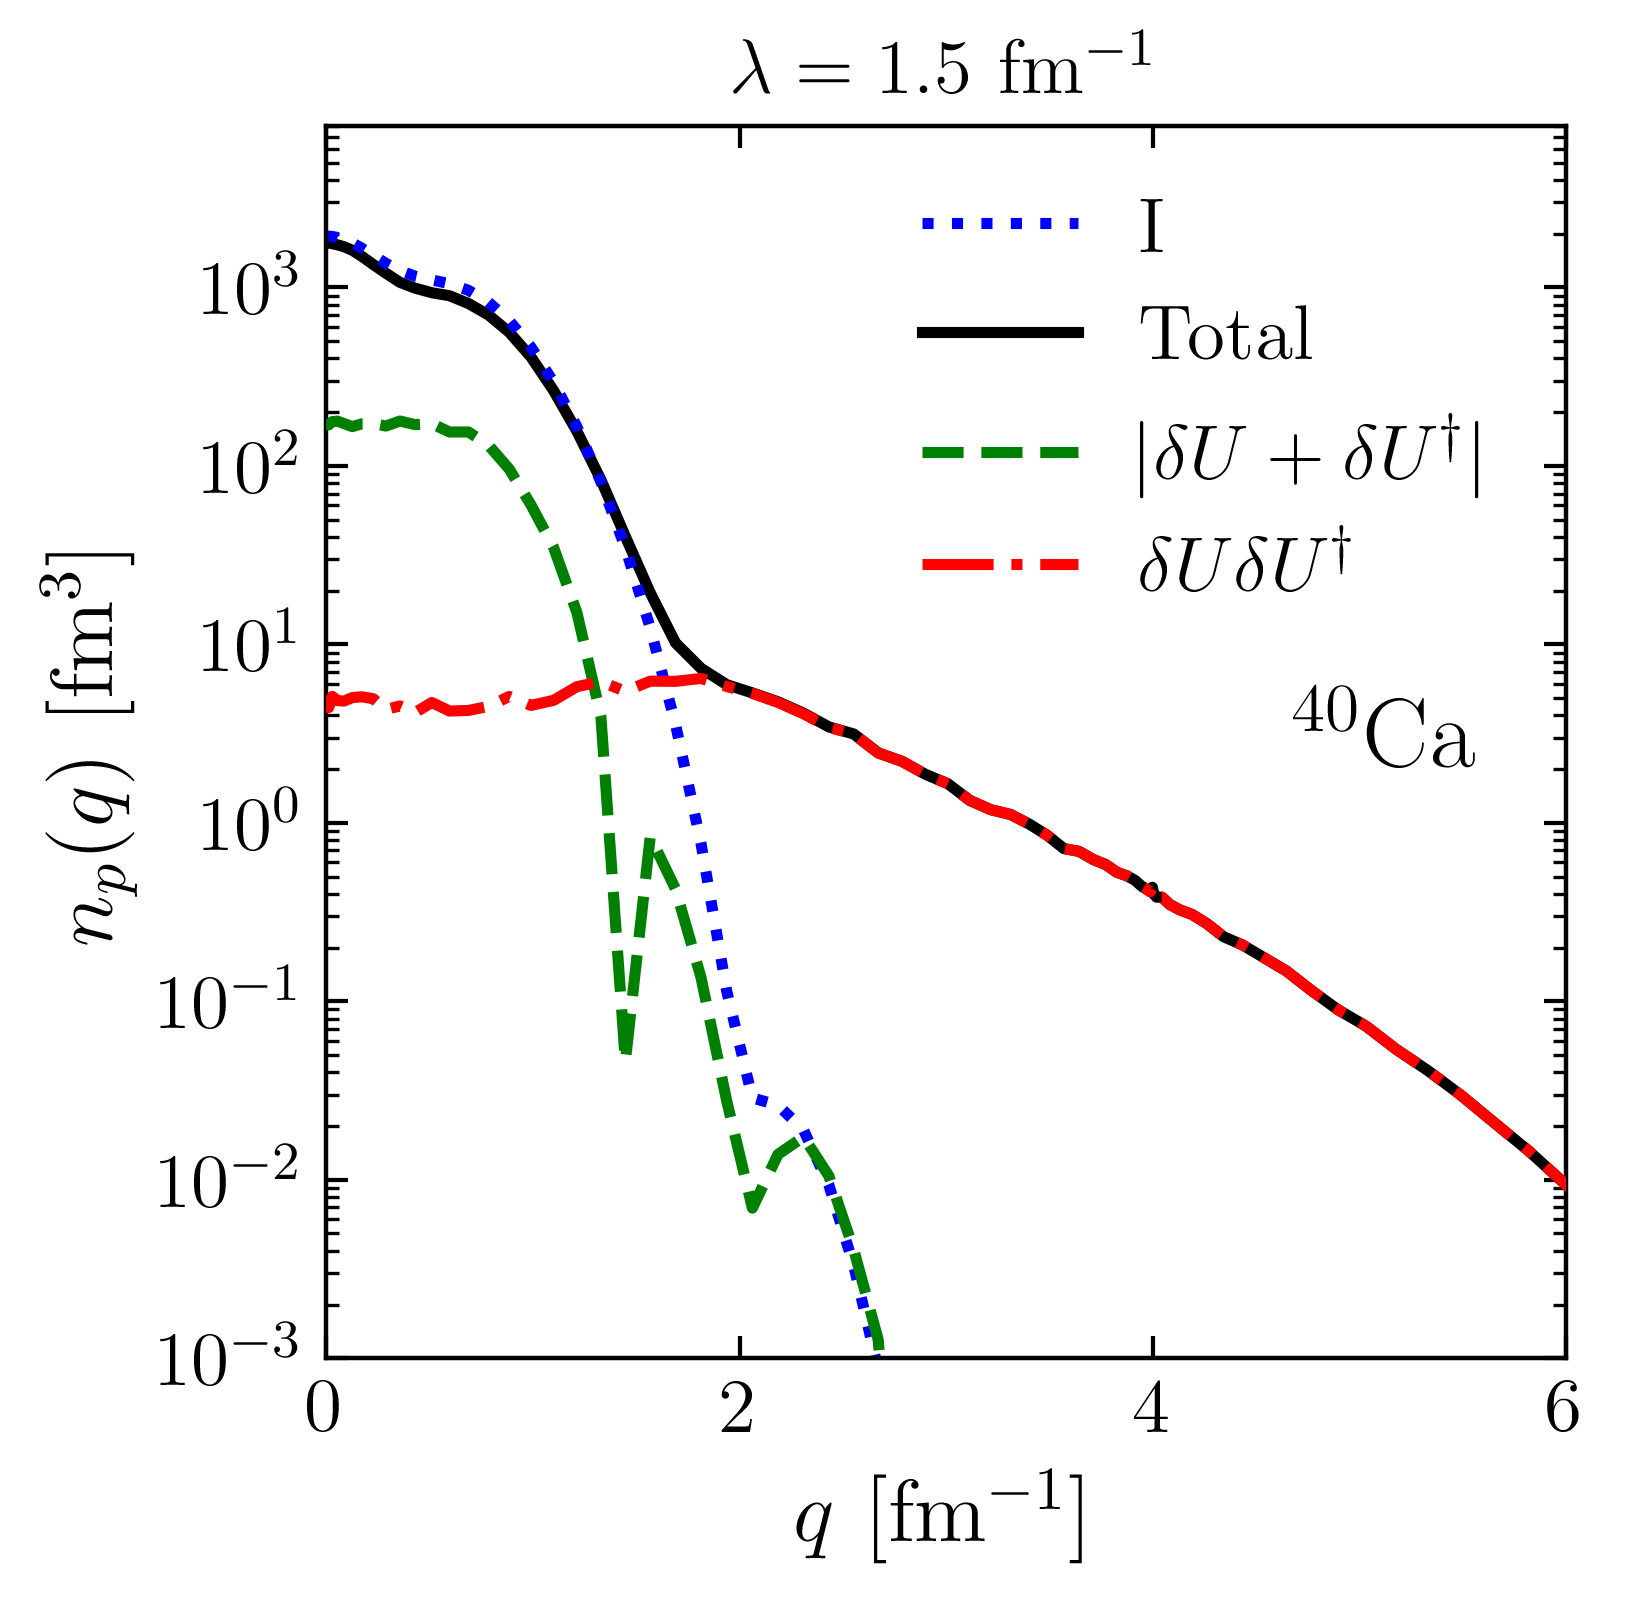 λ = 1.5 fm⁻¹
I
Total
|δU + δU†|
δUδU†
⁴⁰Ca
n_p(q) [fm³]
10³
10²
10¹
10⁰
10⁻¹
10⁻²
10⁻³
0 2 4 6
q [fm⁻¹]